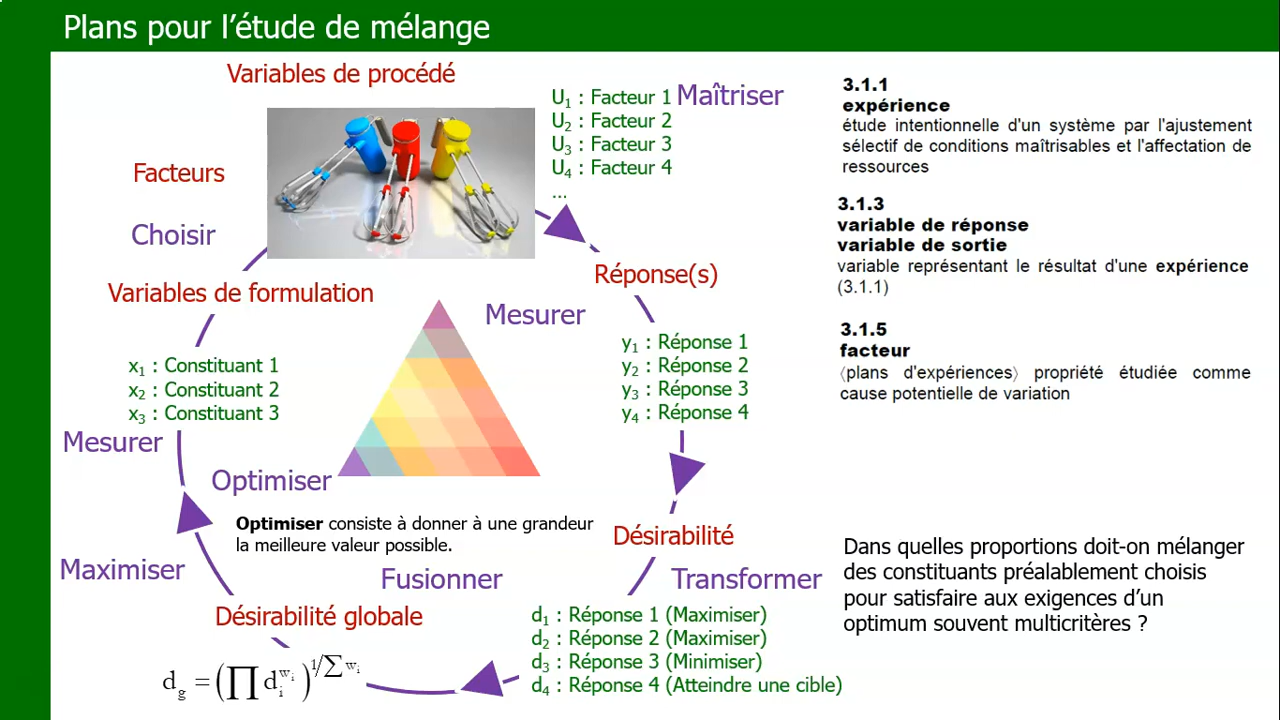 Plans pour l’étude de mélange
Variables de procédé
Facteurs
Choisir
U1 : Facteur 1
U2 : Facteur 2
U3 : Facteur 3
U4 : Facteur 4
...
Maîtriser
Réponse(s)
Mesurer
y1 : Réponse 1
y2 : Réponse 2
y3 : Réponse 3
y4 : Réponse 4
Variables de formulation
x1 : Constituant 1
x2 : Constituant 2
x3 : Constituant 3
Mesurer
Optimiser
Optimiser consiste à donner à une grandeur
la meilleure valeur possible.
Désirabilité
Transformer
Fusionner
Maximiser
Désirabilité globale
d1 : Réponse 1 (Maximiser)
d2 : Réponse 2 (Maximiser)
d3 : Réponse 3 (Minimiser)
d4 : Réponse 4 (Atteindre une cible)
dg = (∏ di^wi)^1/∑ wi
3.1.1
expérience
étude intentionnelle d'un système par l'ajustement
sélectif de conditions maîtrisables et l'affectation de
ressources
3.1.3
variable de réponse
variable de sortie
variable représentant le résultat d'une expérience
(3.1.1)
3.1.5
facteur
〈plans d'expériences〉 propriété étudiée comme
cause potentielle de variation
Dans quelles proportions doit-on mélanger
des constituants préalablement choisis
pour satisfaire aux exigences d’un
optimum souvent multicritères ?